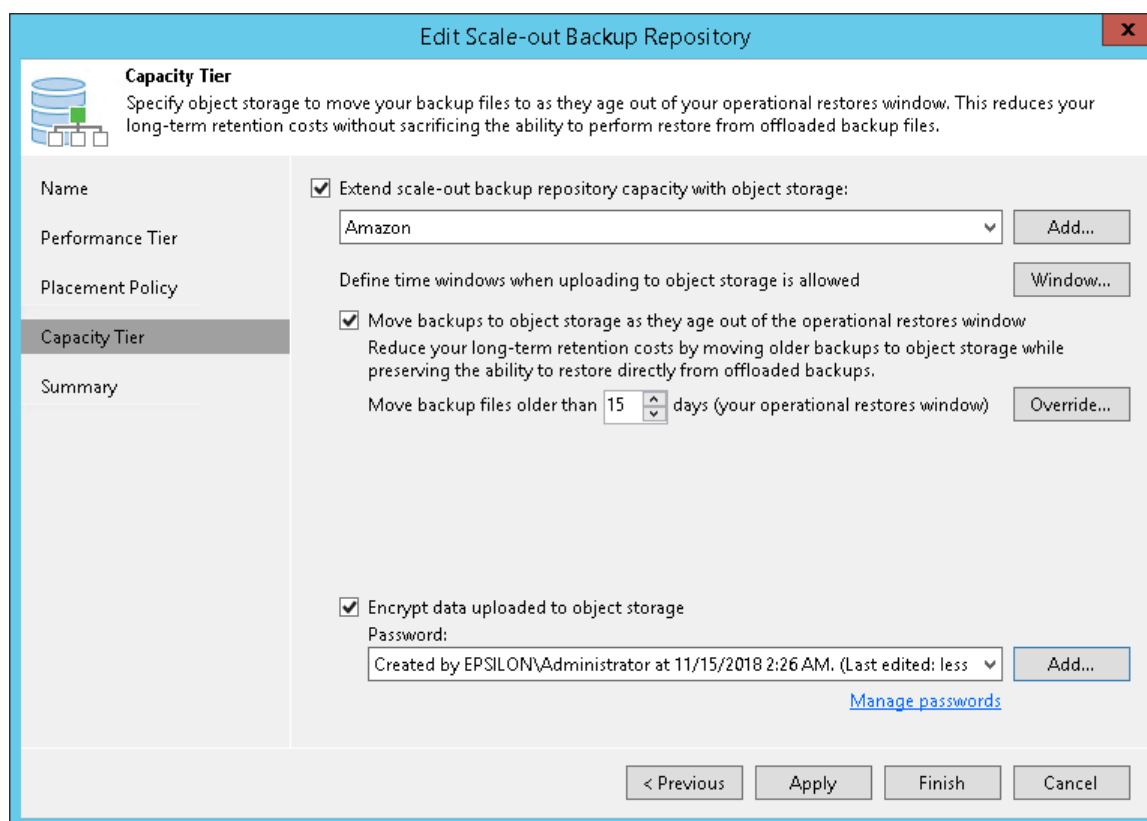 Edit Scale-out Backup Repository
x
Capacity Tier
Specify object storage to move your backup files to as they age out of your operational restores window. This reduces your
long-term retention costs without sacrificing the ability to perform restore from offloaded backup files.
Name
Performance Tier
Placement Policy
Capacity Tier
Summary
Extend scale-out backup repository capacity with object storage:
Amazon
Add...
Define time windows when uploading to object storage is allowed
Window...
Move backups to object storage as they age out of the operational restores window
Reduce your long-term retention costs by moving older backups to object storage while
preserving the ability to restore directly from offloaded backups.
Move backup files older than 15 days (your operational restores window)
Override...
Encrypt data uploaded to object storage
Password:
Created by EPSILON\Administrator at 11/15/2018 2:26 AM. (Last edited: less
Add...
Manage passwords
< Previous
Apply
Finish
Cancel